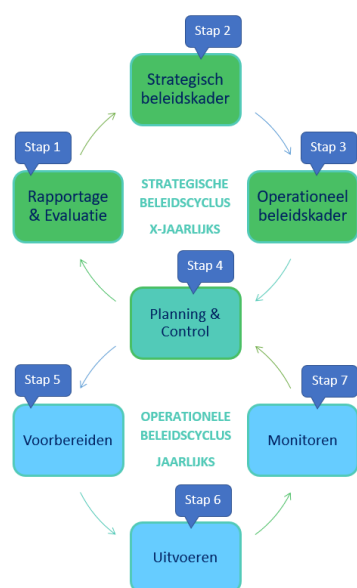 Stap 2
Strategisch
beleidskader
Stap 1
Rapportage
& Evaluatie
STRATEGISCHE
BELEIDSCYCLUS
X-JAARLIJKS
Stap 3
Operationeel
beleidskader
Stap 4
Planning &
Control
Stap 5
Voorbereiden
OPERATIONELE
BELEIDSCYCLUS
JAARLIJKS
Stap 7
Monitoren
Stap 6
Uitvoeren